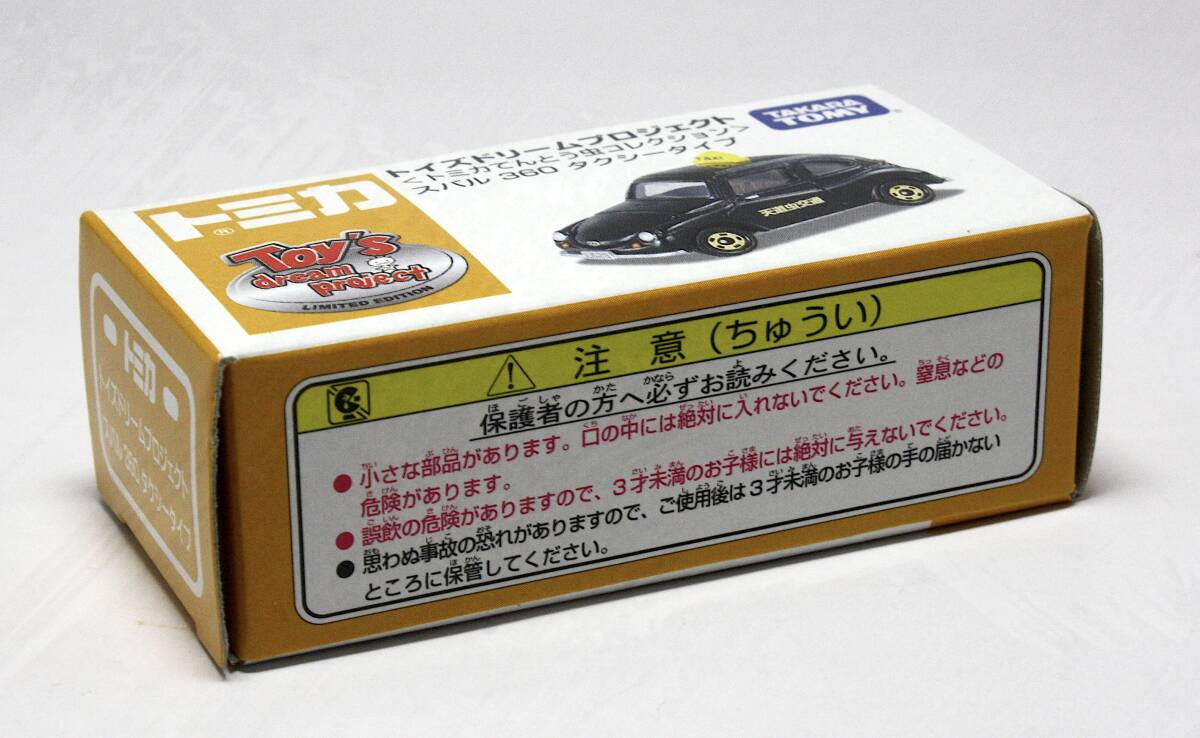 トミカ
®
Toy's
dream
project
LIMITED EDITION
トイズドリームプロジェクト
<トミカてんとう虫コレクション>
スバル 360 タクシータイプ
TAKARA
TOMY
TAXI
天道虫交通
トミカ
トイズドリームプロジェクト
スバル 360 タクシータイプ
注 意(ちゅうい)
保護者の方へ必ずお読みください。
●小さな部品があります。口の中には絶対に入れないでください。窒息などの
危険があります。
●誤飲の危険がありますので、3才未満のお子様には絶対に与えないでください。
●思わぬ事故の恐れがありますので、ご使用後は3才未満のお子様の手の届かない
ところに保管してください。